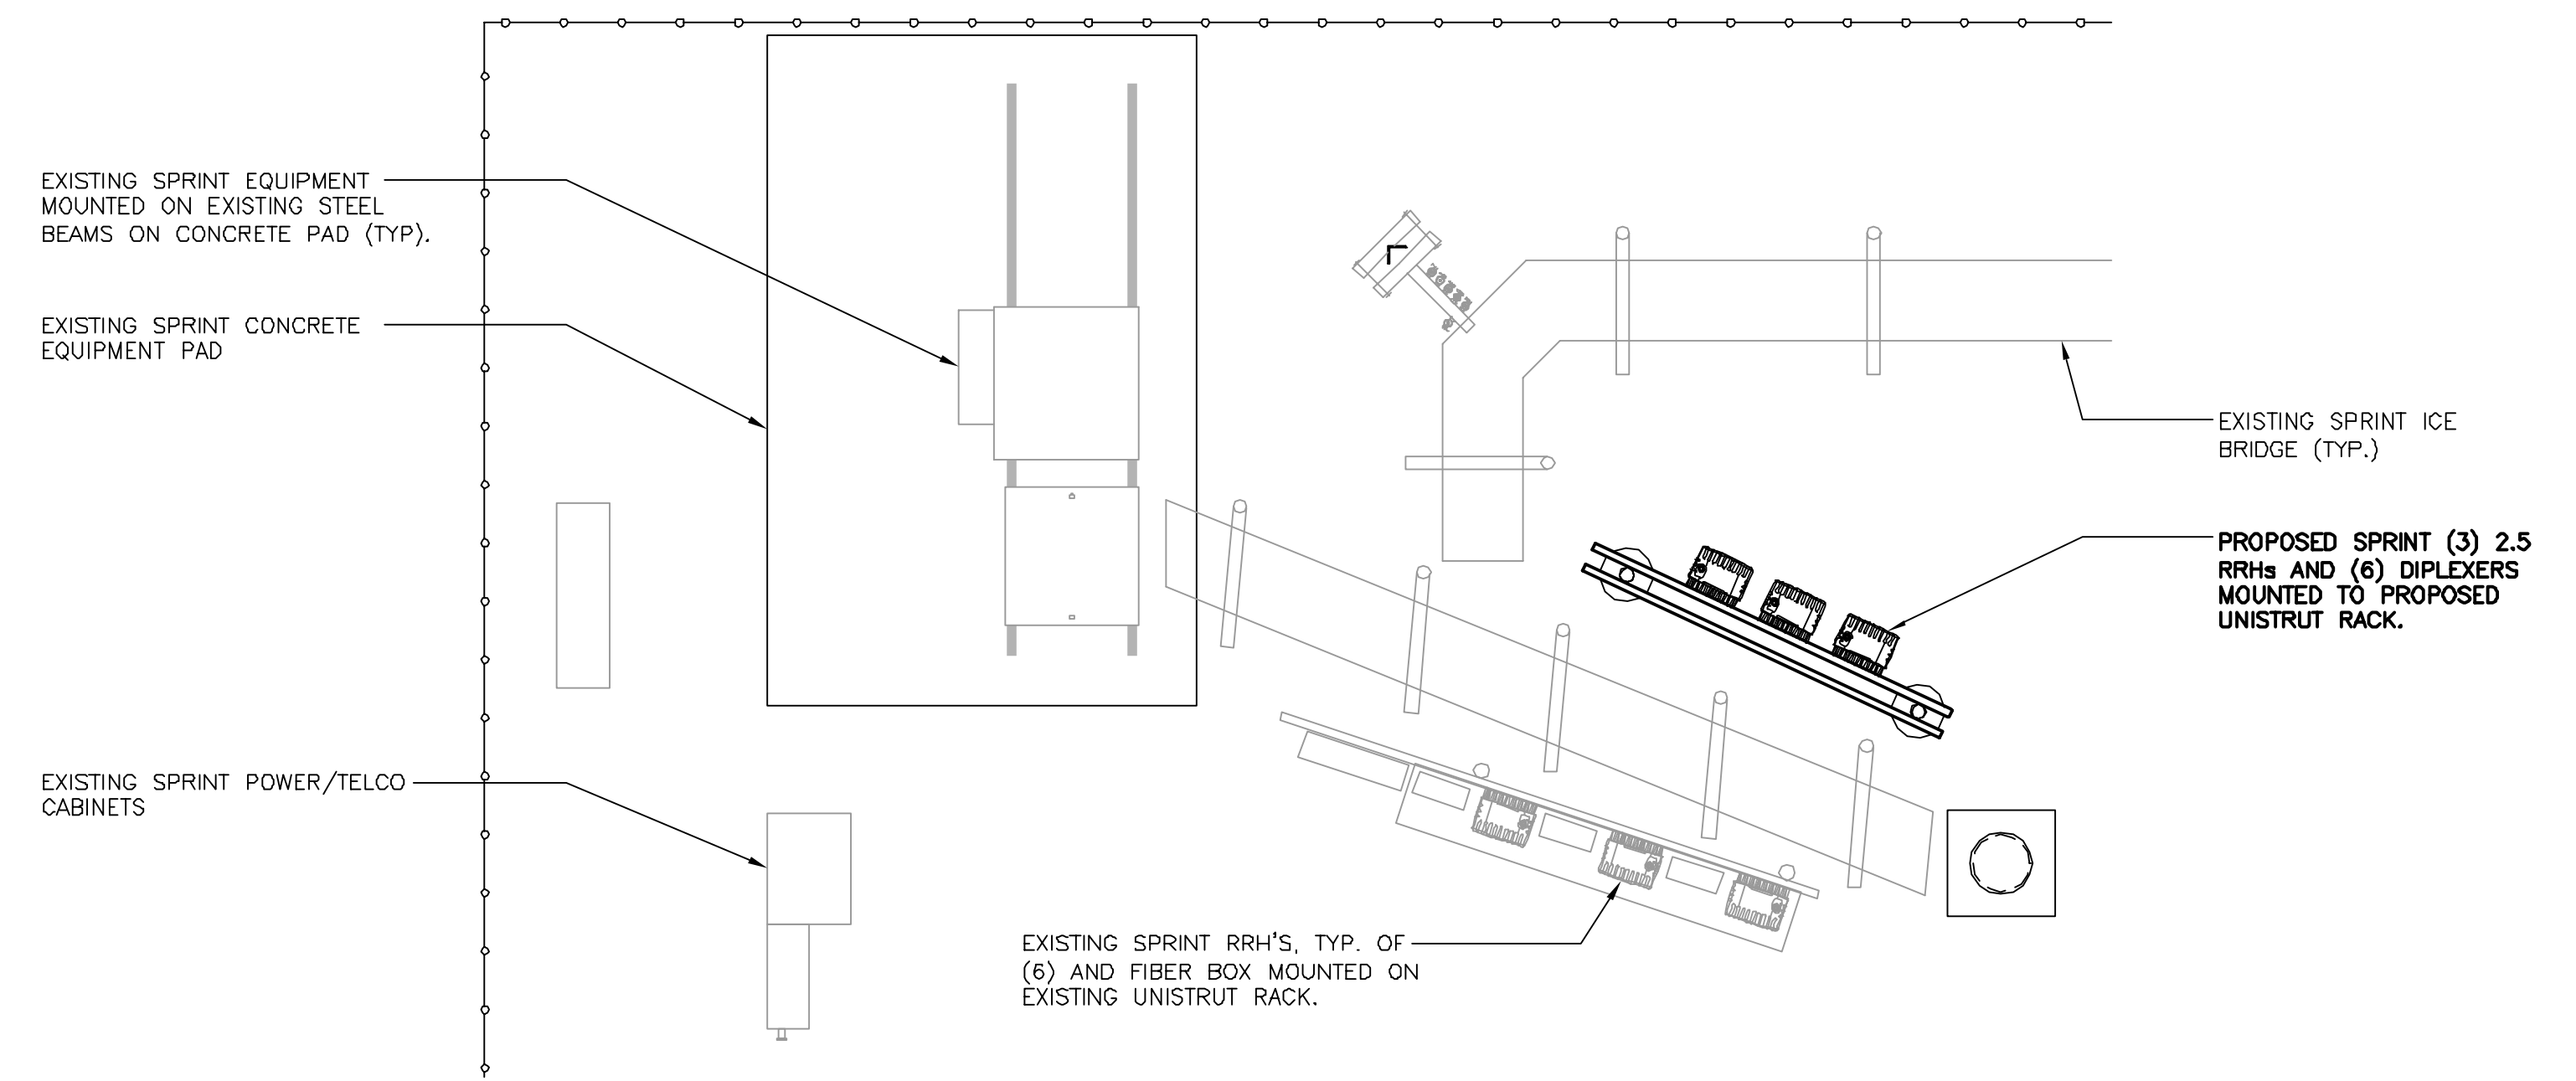 EXISTING SPRINT EQUIPMENT
MOUNTED ON EXISTING STEEL
BEAMS ON CONCRETE PAD (TYP).
EXISTING SPRINT CONCRETE
EQUIPMENT PAD
EXISTING SPRINT ICE
BRIDGE (TYP.)
PROPOSED SPRINT (3) 2.5
RRHs AND (6) DIPLEXERS
MOUNTED TO PROPOSED
UNISTRUT RACK.
EXISTING SPRINT POWER/TELCO
CABINETS
EXISTING SPRINT RRH'S, TYP. OF
(6) AND FIBER BOX MOUNTED ON
EXISTING UNISTRUT RACK.